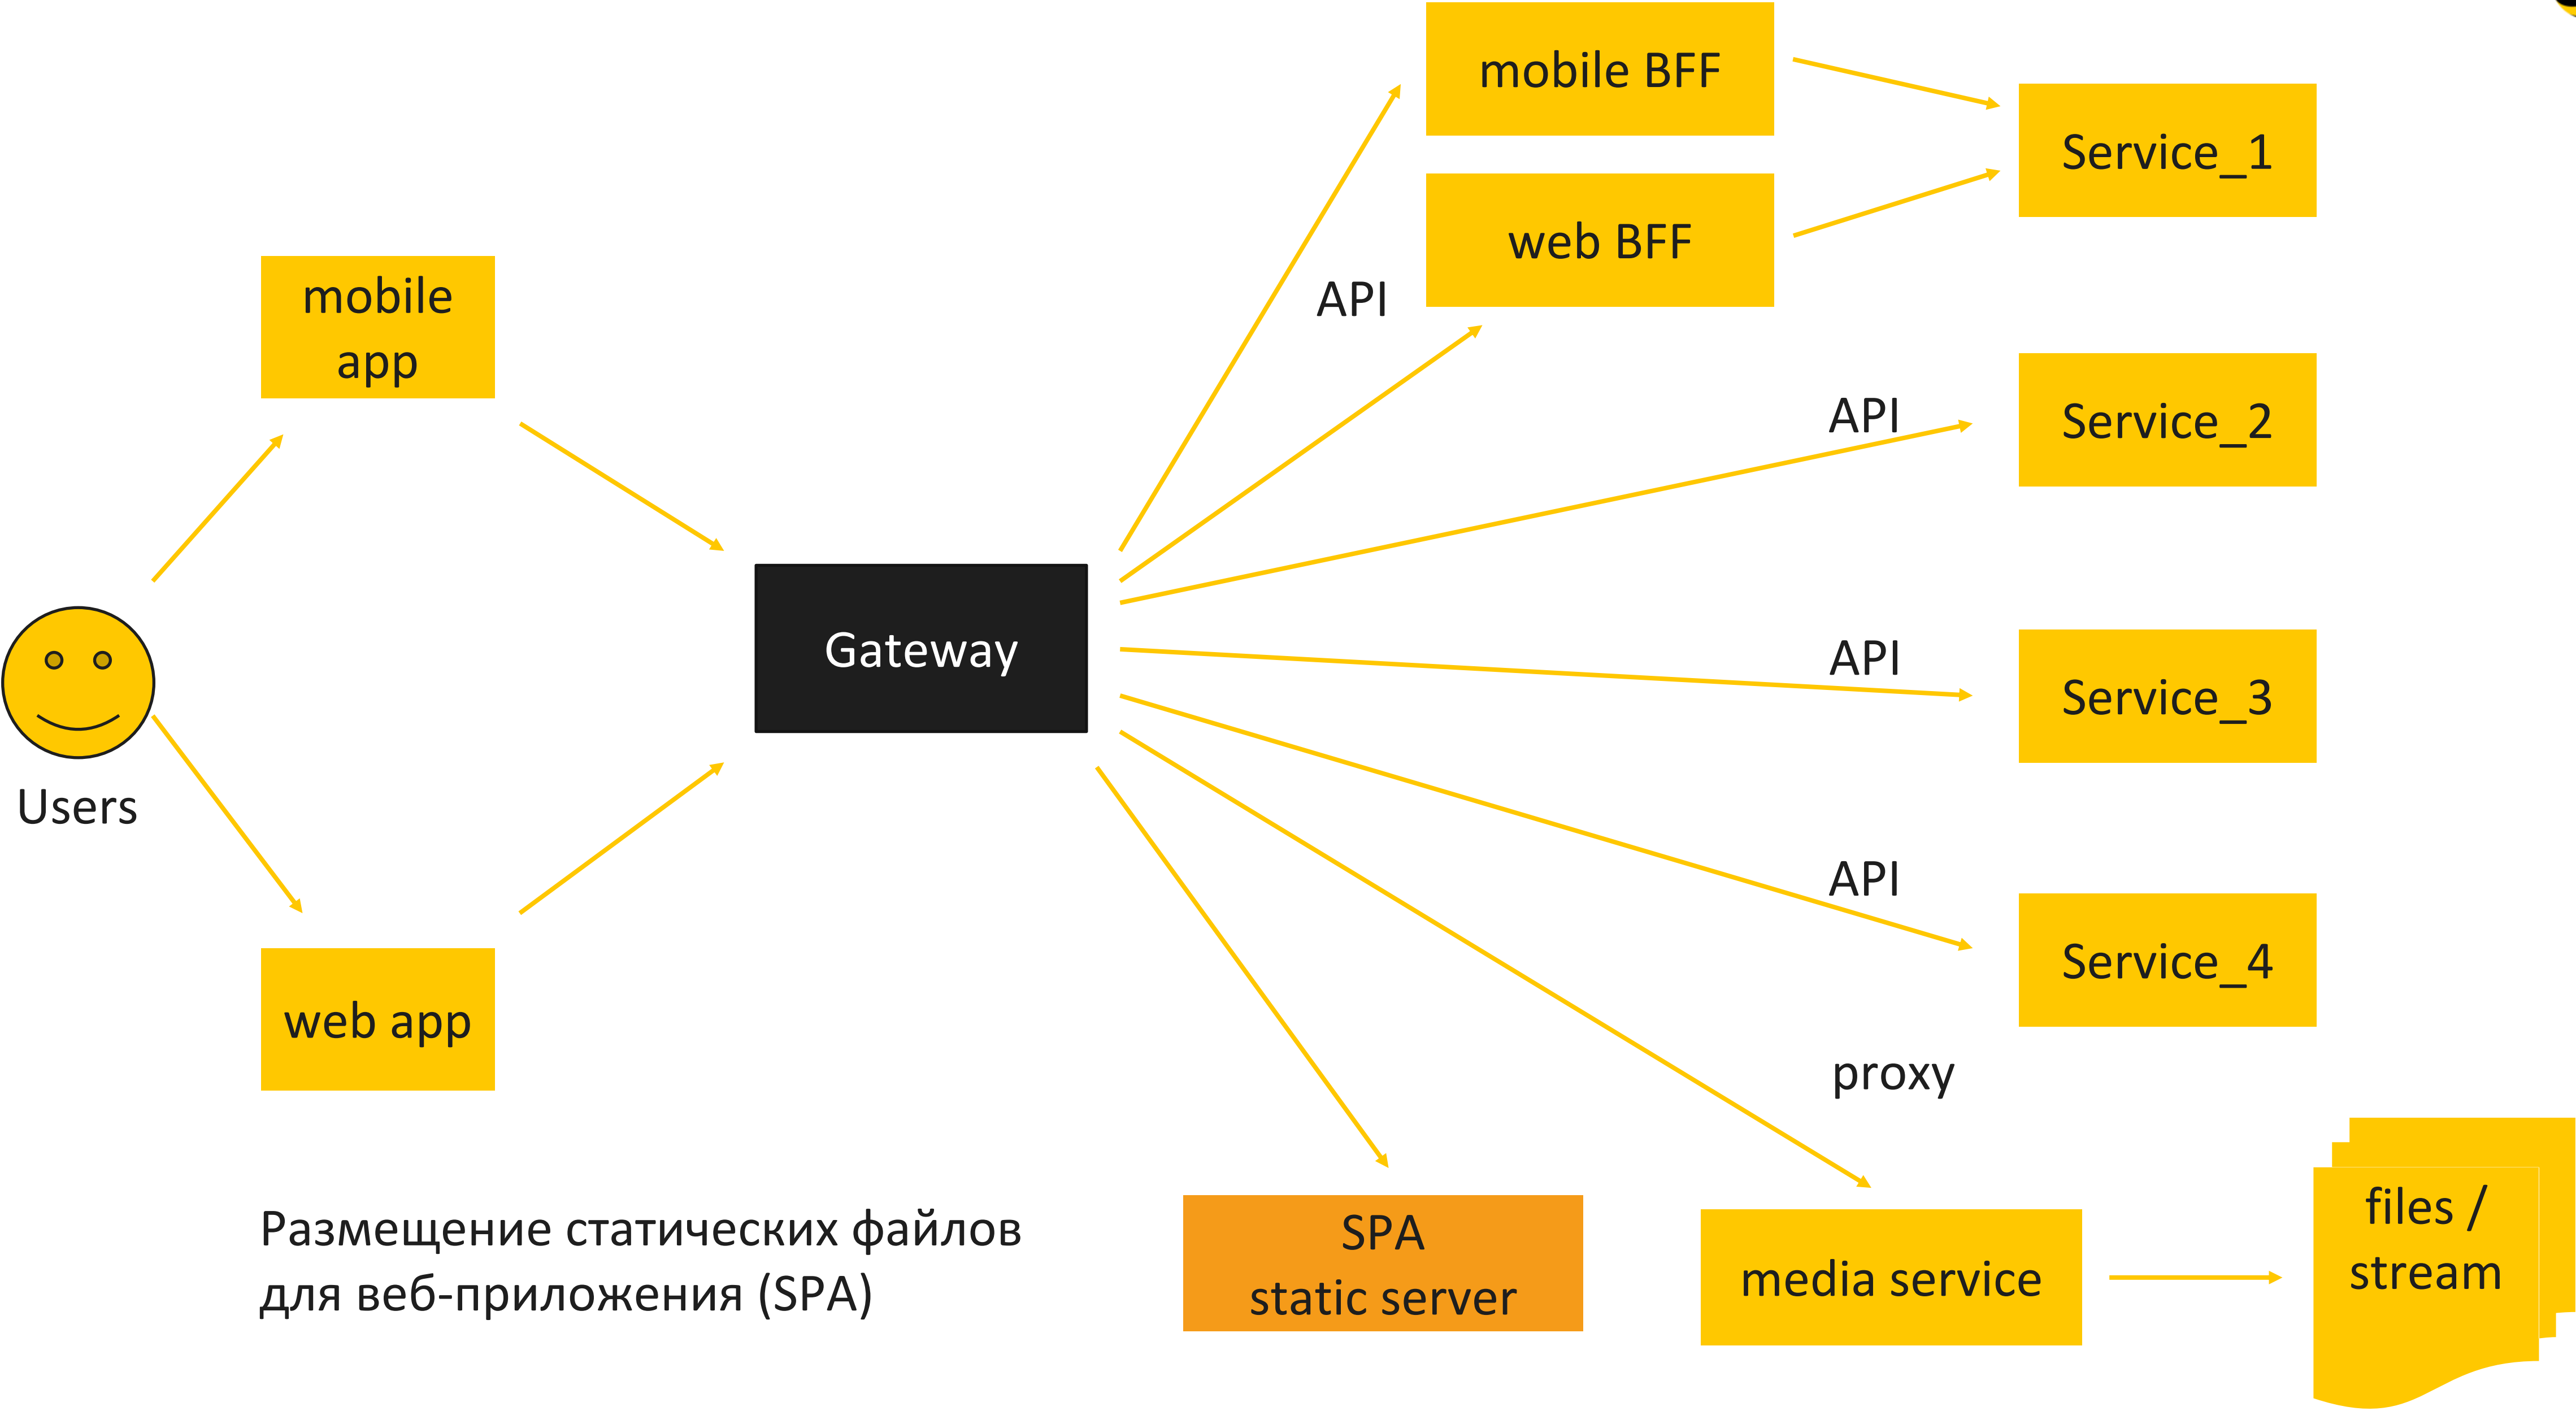 mobile BFF
Service_1
web BFF
mobile
app
API
API
Service_2
Gateway
API
Service_3
Users
API
Service_4
web app
proxy
Размещение статических файлов
для веб-приложения (SPA)
SPA
static server
media service
files /
stream